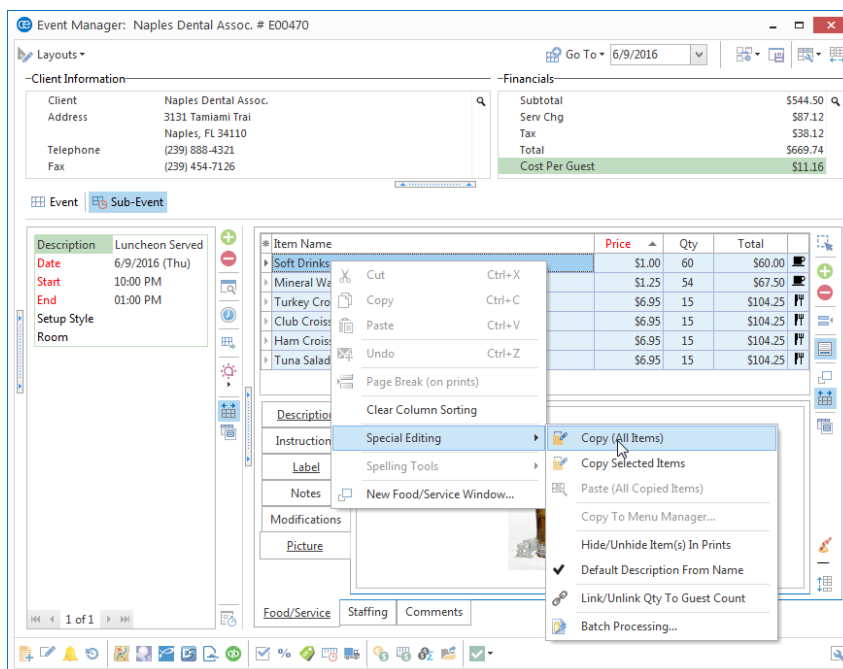 Event Manager: Naples Dental Assoc. # E00470
Layouts
Go To 6/9/2016
Client Information
Client Naples Dental Assoc.
Address 3131 Tamiami Trai
Naples, FL 34110
Telephone (239) 888-4321
Fax (239) 454-7126
Financials
Subtotal $544.50
Serv Chg $87.12
Tax $38.12
Total $669.74
Cost Per Guest $11.16
Event Sub-Event
Description Luncheon Served
Date 6/9/2016 (Thu)
Start 10:00 PM
End 01:00 PM
Setup Style
Room
1 of 1
Item Name Price Qty Total
Soft Drinks $1.00 60 $60.00
Mineral Wa $1.25 54 $67.50
Turkey Cro $6.95 15 $104.25
Club Croiss $6.95 15 $104.25
Ham Croiss $6.95 15 $104.25
Tuna Salad $6.95 15 $104.25
Cut Ctrl+X
Copy Ctrl+C
Paste Ctrl+V
Undo Ctrl+Z
Page Break (on prints)
Clear Column Sorting
Special Editing
Spelling Tools
New Food/Service Window...
Copy (All Items)
Copy Selected Items
Paste (All Copied Items)
Copy To Menu Manager...
Hide/Unhide Item(s) In Prints
Default Description From Name
Link/Unlink Qty To Guest Count
Batch Processing...
Description
Instruction
Label
Notes
Modifications
Picture
Food/Service Staffing Comments